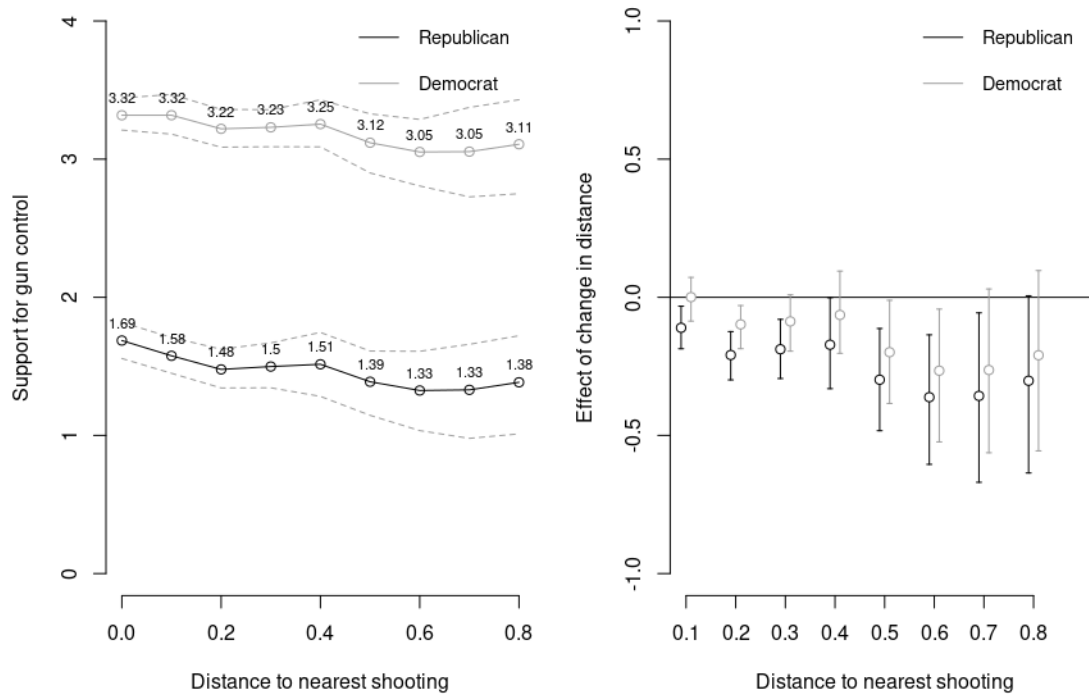 Republican
Democrat
3.32 3.32 3.22 3.23 3.25 3.12 3.05 3.05 3.11
1.69 1.58 1.48 1.5 1.51 1.39 1.33 1.33 1.38
Support for gun control
4
3
2
1
0
0.0 0.2 0.4 0.6 0.8
Distance to nearest shooting
Republican
Democrat
Effect of change in distance
1.0
0.5
0.0
-0.5
-1.0
0.1 0.2 0.3 0.4 0.5 0.6 0.7 0.8
Distance to nearest shooting